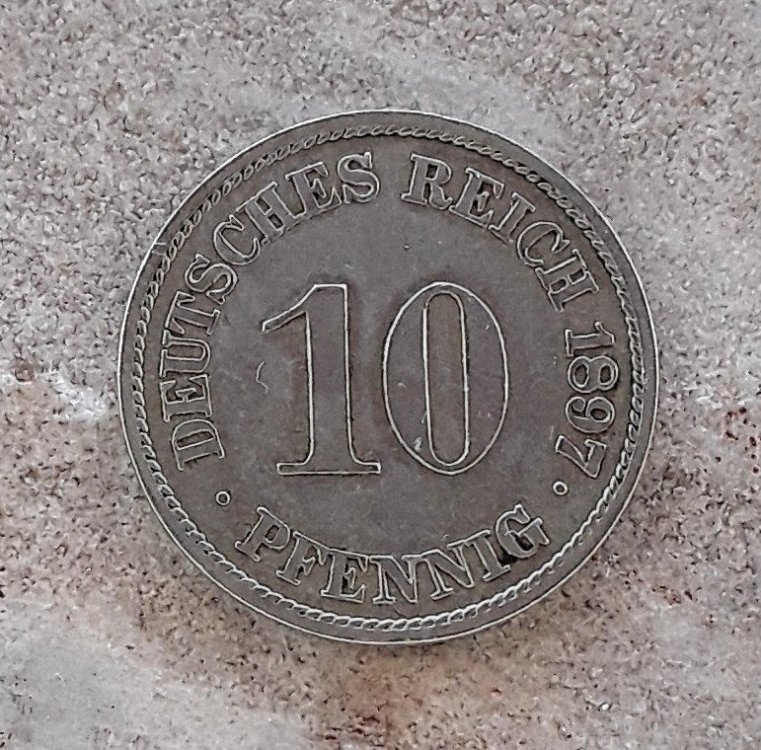 DEUTSCHES REICH 1897
10
PFENNIG